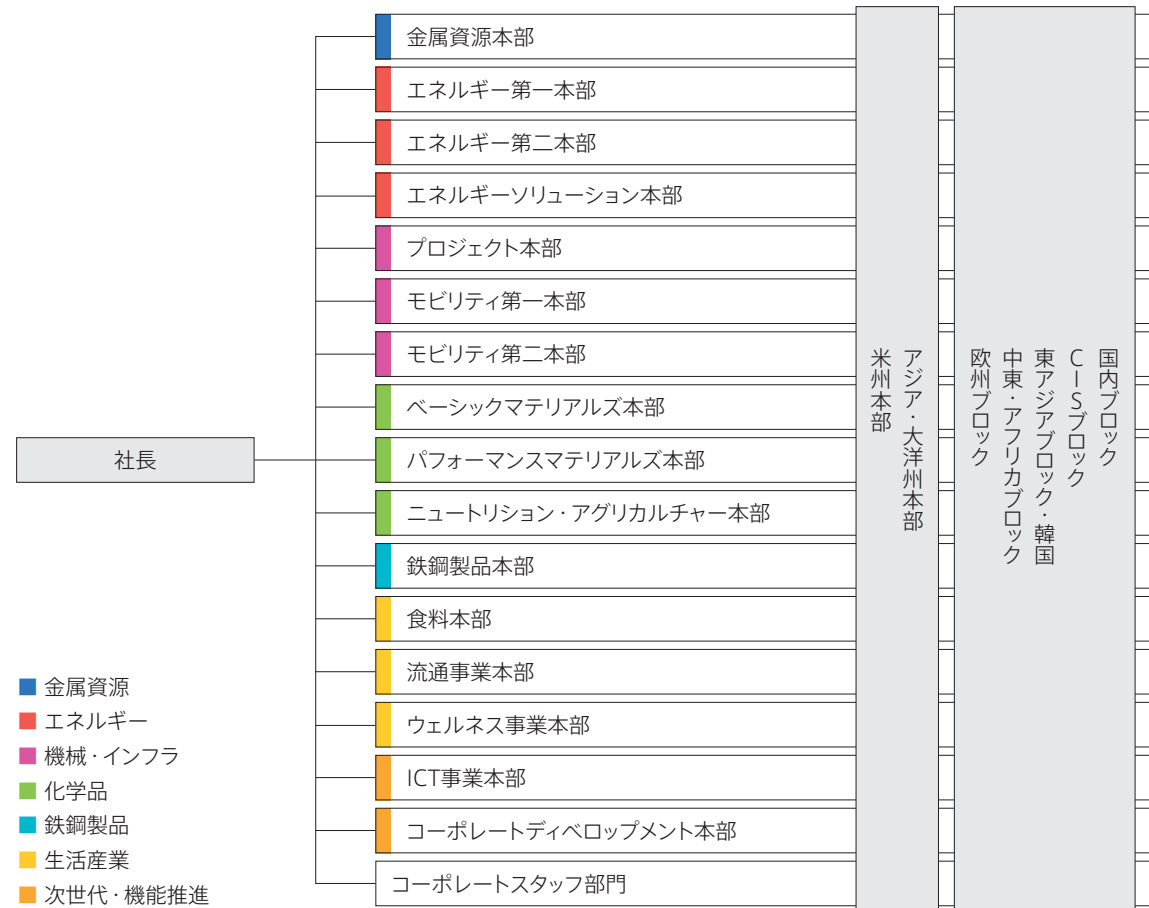 金属資源本部
エネルギー第一本部
エネルギー第二本部
エネルギーソリューション本部
プロジェクト本部
モビリティ第一本部
モビリティ第二本部
ベーシックマテリアルズ本部
社長
パフォーマンスマテリアルズ本部
ニュートリション・アグリカルチャー本部
鉄鋼製品本部
食料本部
流通事業本部
ウェルネス事業本部
ICT事業本部
コーポレートディベロップメント本部
コーポレートスタッフ部門
アジア・大洋州本部
米州本部
国内ブロック
CISブロック
東アジアブロック・韓国
中東・アフリカブロック
欧州ブロック
金属資源
エネルギー
機械・インフラ
化学品
鉄鋼製品
生活産業
次世代・機能推進